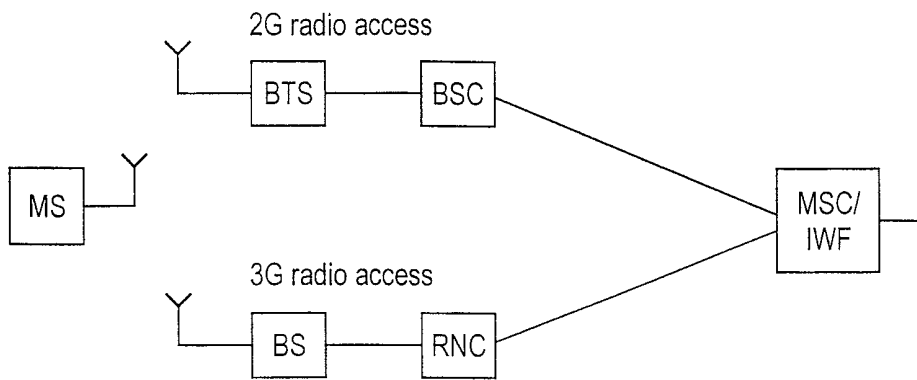 2G radio access
BTS
BSC
MS
MSC/
IWF
3G radio access
BS
RNC